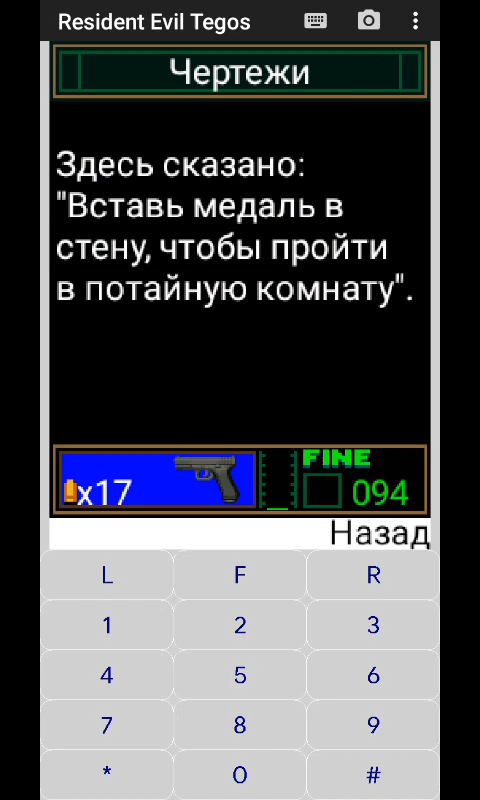 Resident Evil Tegos
Чертежи
Здесь сказано:
"Вставь медаль в
стену, чтобы пройти
в потайную комнату".
x17
FINE
094
Назад
L F R
1 2 3
4 5 6
7 8 9
* 0 #